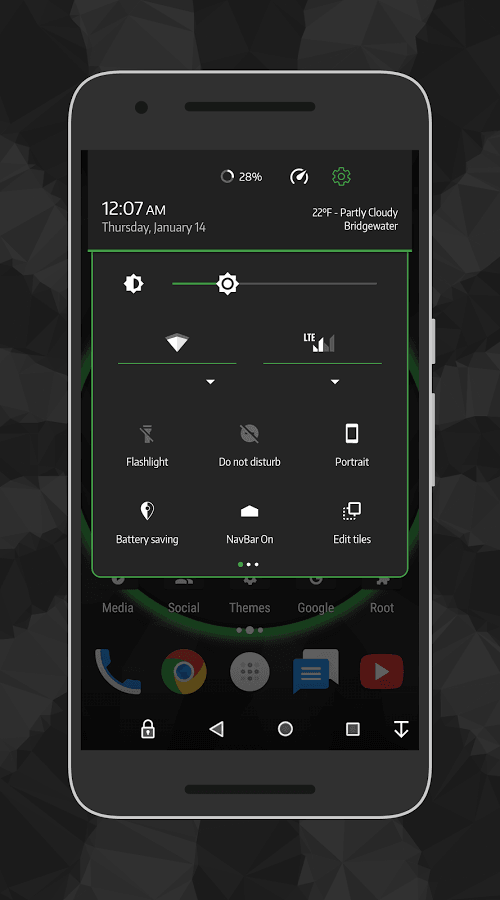 28%
12:07 AM
Thursday, January 14
22ºF - Partly Cloudy
Bridgewater
LTE
Flashlight
Do not disturb
Portrait
Battery saving
NavBar On
Edit tiles
Media
Social
Themes
Google
Root